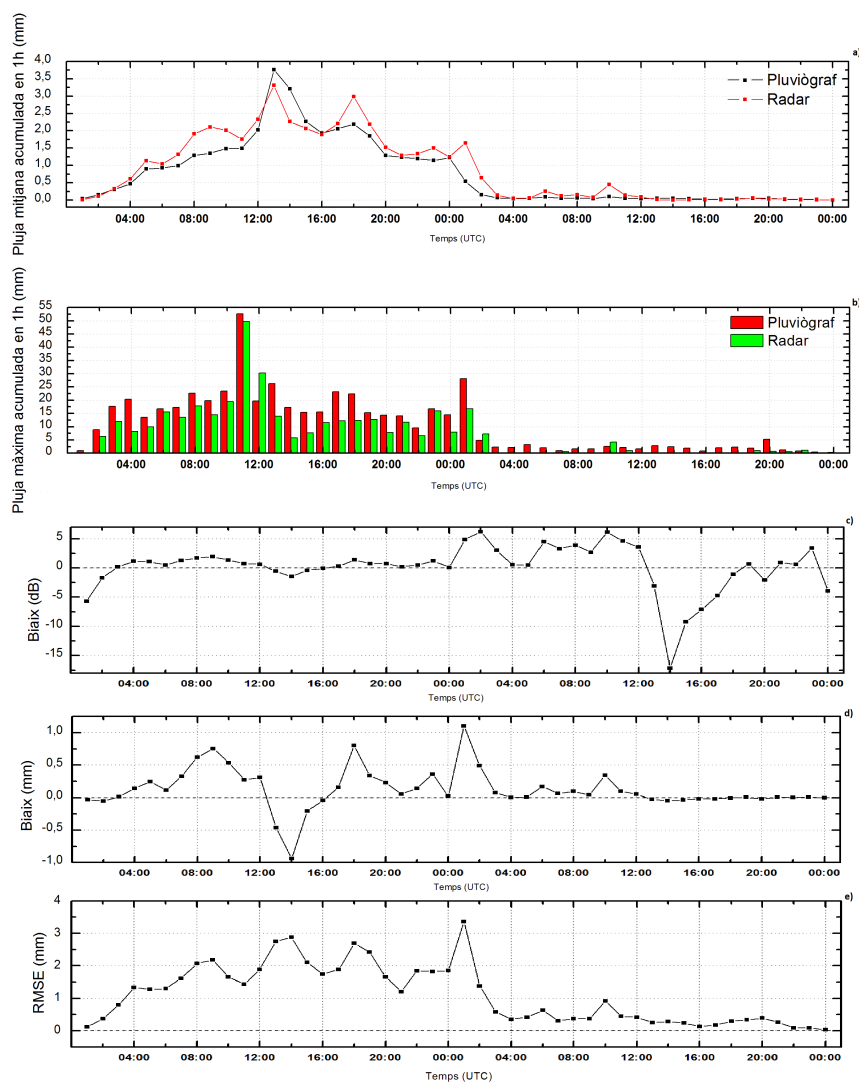 a)
Pluja mitjana acumulada en 1h (mm)
4,0
3,5
3,0
2,5
2,0
1,5
1,0
0,5
0,0
Pluviògraf
Radar
04:00 08:00 12:00 16:00 20:00 00:00 04:00 08:00 12:00 16:00 20:00 00:00
Temps (UTC)
b)
Pluja máxima acumulada en 1h (mm)
55
50
45
40
35
30
25
20
15
10
5
0
Pluviògraf
Radar
04:00 08:00 12:00 16:00 20:00 00:00 04:00 08:00 12:00 16:00 20:00 00:00
Temps (UTC)
c)
Biaix (dB)
5
0
-5
-10
-15
04:00 08:00 12:00 16:00 20:00 00:00 04:00 08:00 12:00 16:00 20:00 00:00
Temps (UTC)
d)
Biaix (mm)
1,0
0,5
0,0
-0,5
-1,0
04:00 08:00 12:00 16:00 20:00 00:00 04:00 08:00 12:00 16:00 20:00 00:00
Temps (UTC)
e)
RMSE (mm)
4
3
2
1
0
04:00 08:00 12:00 16:00 20:00 00:00 04:00 08:00 12:00 16:00 20:00 00:00
Temps (UTC)